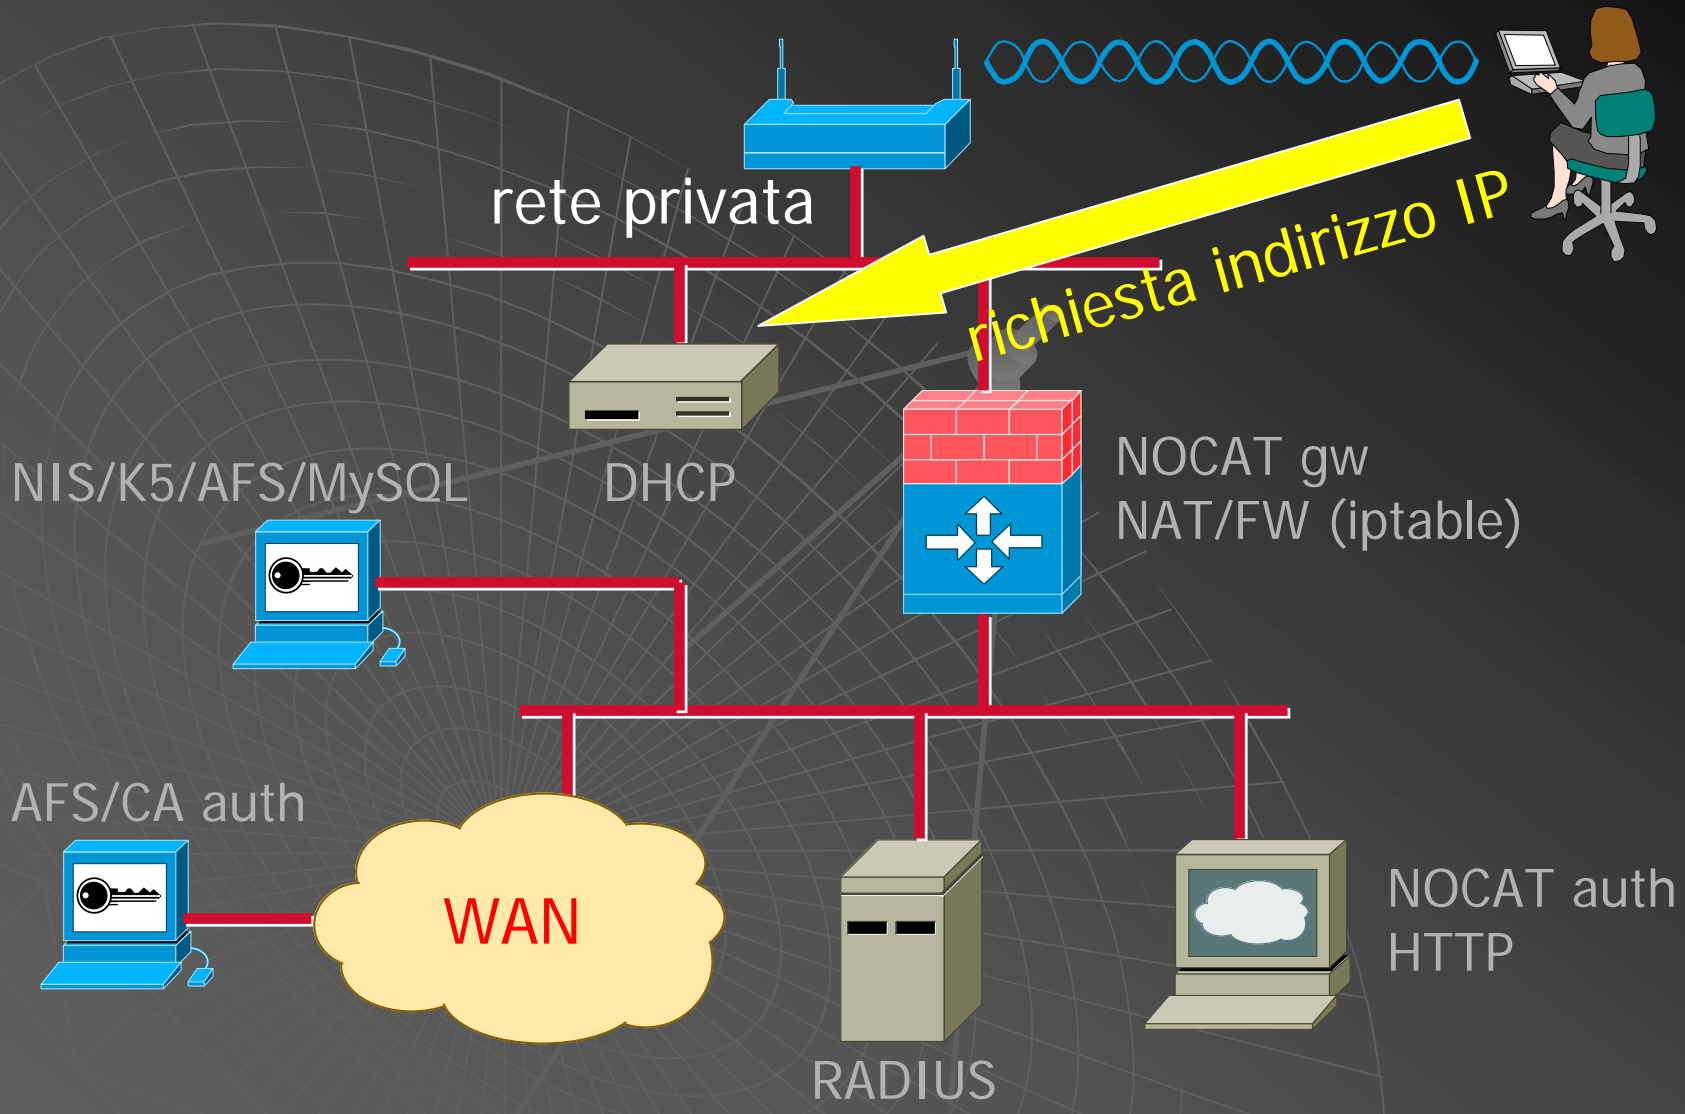 rete privata
richiesta indirizzo IP
NIS/K5/AFS/MySQL
DHCP
NOCAT gw
NAT/FW (iptable)
AFS/CA auth
WAN
NOCAT auth
HTTP
RADIUS